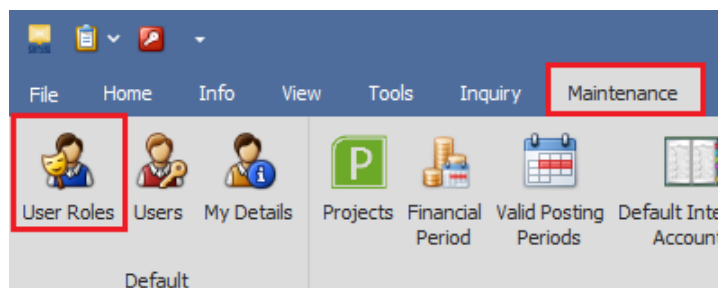 File Home Info View Tools Inquiry Maintenance
User Roles Users My Details Projects Financial Valid Posting Default
Period Periods
Default